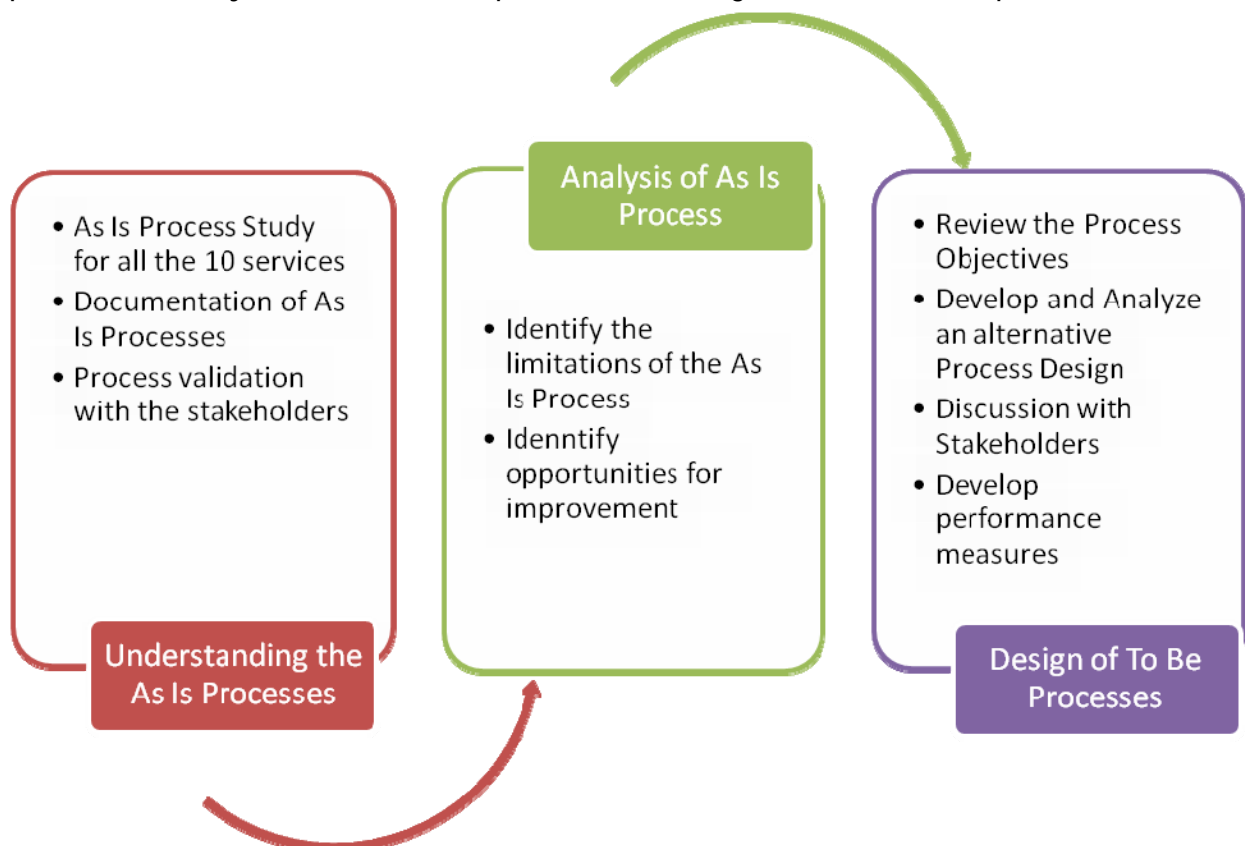 • As Is Process Study
for all the 10 services
• Documentation of As
Is Processes
• Process validation
with the stakeholders
Understanding the
As Is Processes
Analysis of As Is
Process
• Identify the
limitations of the As
Is Process
• Idenntify
opportunities for
improvement
• Review the Process
Objectives
• Develop and Analyze
an alternative
Process Design
• Discussion with
Stakeholders
• Develop
performance
measures
Design of To Be
Processes